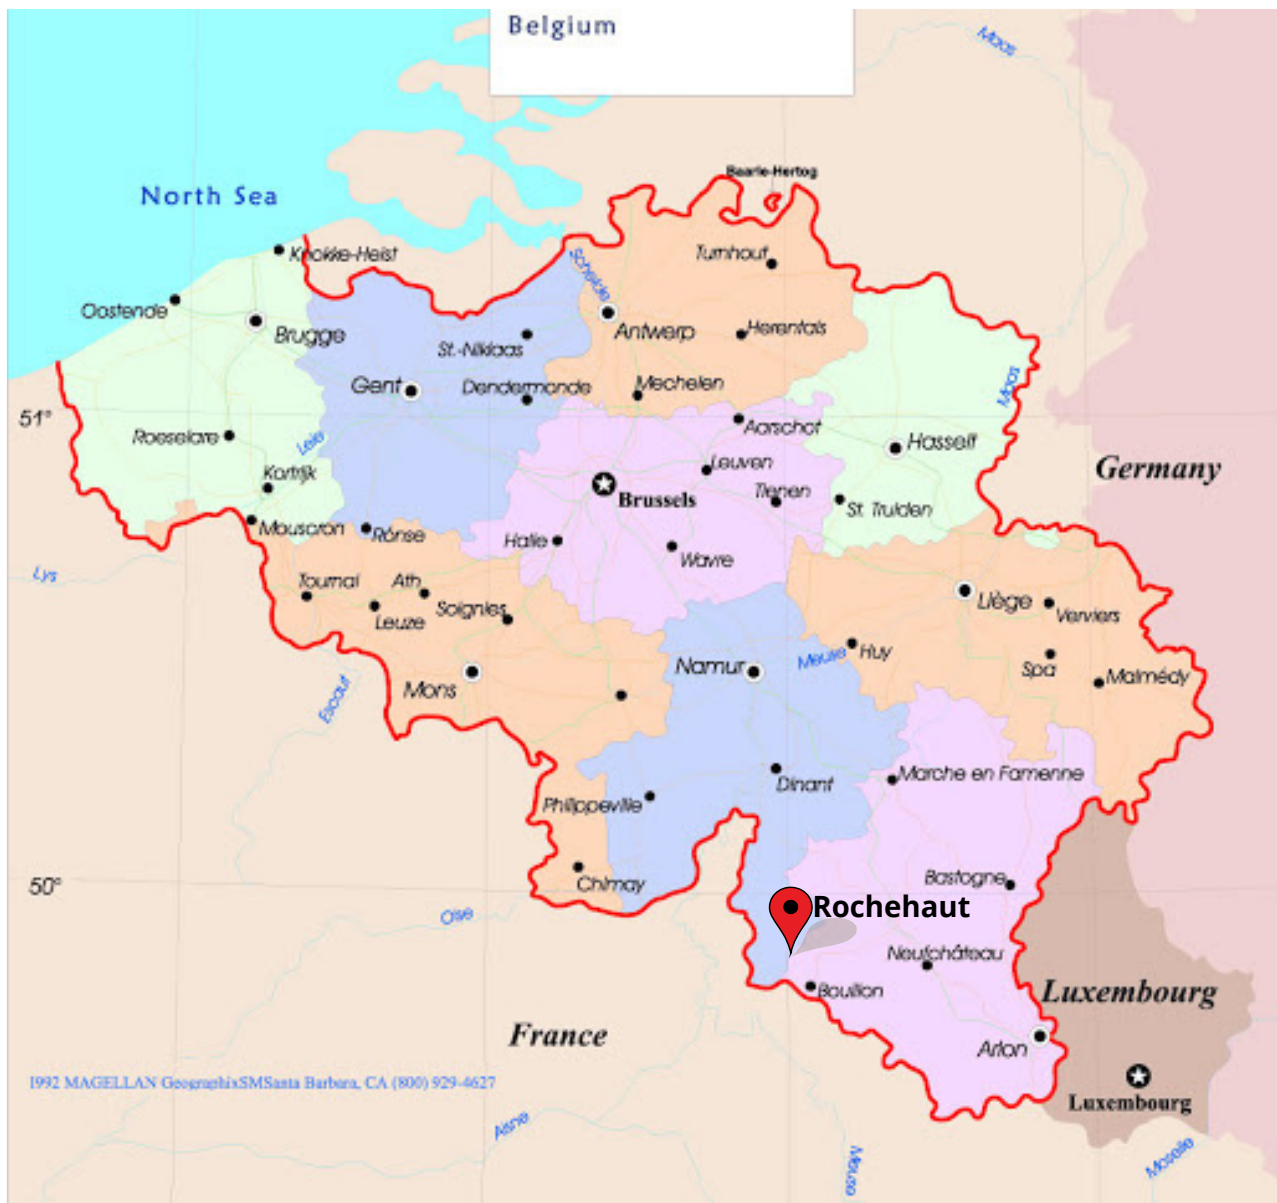 Belgium
Maas
Baarle-Hertog
North Sea
Knokke-Heist
Turnhout
Schelde
Oostende
Brugge
Antwerp
Herentals
St.-Niklaas
Gent
Dendermonde
Mechelen
Maas
51°
Aarschot
Roeselare
Leie
Hasselt
Leuven
Germany
Kortrijk
Brussels
Tienen
St. Truiden
Mouscron
Ronse
Halle
Wavre
Lys
Tournai
Ath
Leuze
Soignies
Liège
Verviers
Meuse
Huy
Namur
Spa
Malmédy
Mons
Escaut
Marche en Famenne
Dinant
Philippeville
50°
Chimay
Bastogne
Oise
Rochehaut
Neufchâteau
Bouillon
Luxembourg
France
Arlon
1992 MAGELLAN GeographixSMSanta Barbara, CA (800) 929-4627
Luxembourg
Aisne
Meuse
Moselle